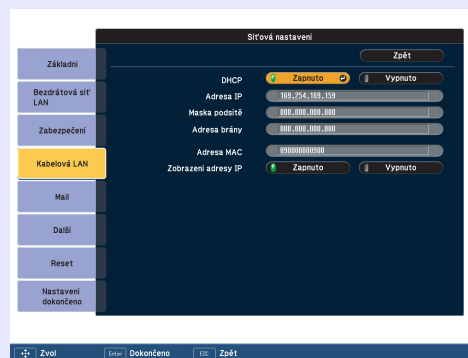 Síťová nastavení
Zpět
Základní
Bezdrátová síť
LAN
Zabezpečení
Kabelová LAN
Mail
Další
Reset
Nastavení
dokončeno
DHCP Zapnuto Vypnuto
Adresa IP 169.254.169.159
Maska podsítě 000.000.000.000
Adresa brány 000.000.000.000
Adresa MAC 090000000900
Zobrazení adresy IP Zapnuto Vypnuto
Zvol Enter Dokončeno ESC Zpět